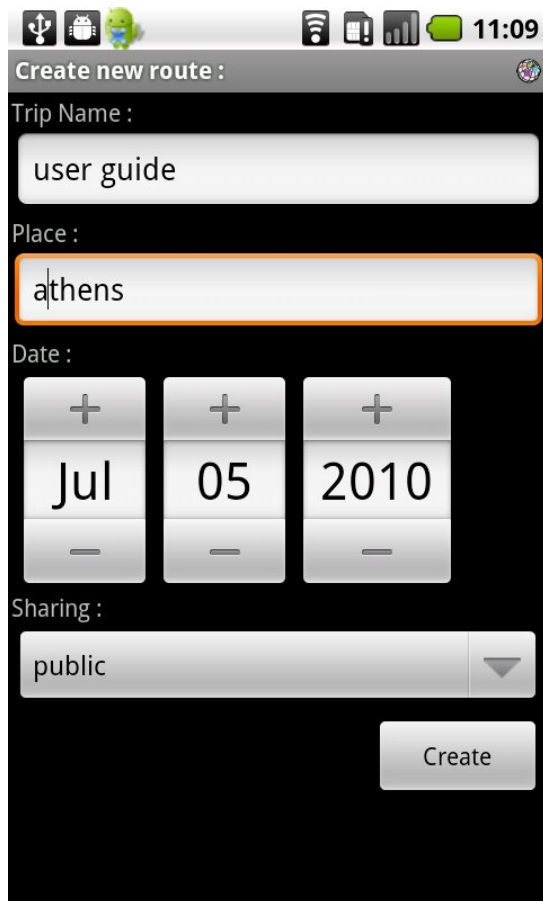 11:09
Create new route :
Trip Name :
user guide
Place :
athens
Date :
+ + +
Jul 05 2010
— — —
Sharing :
public
Create